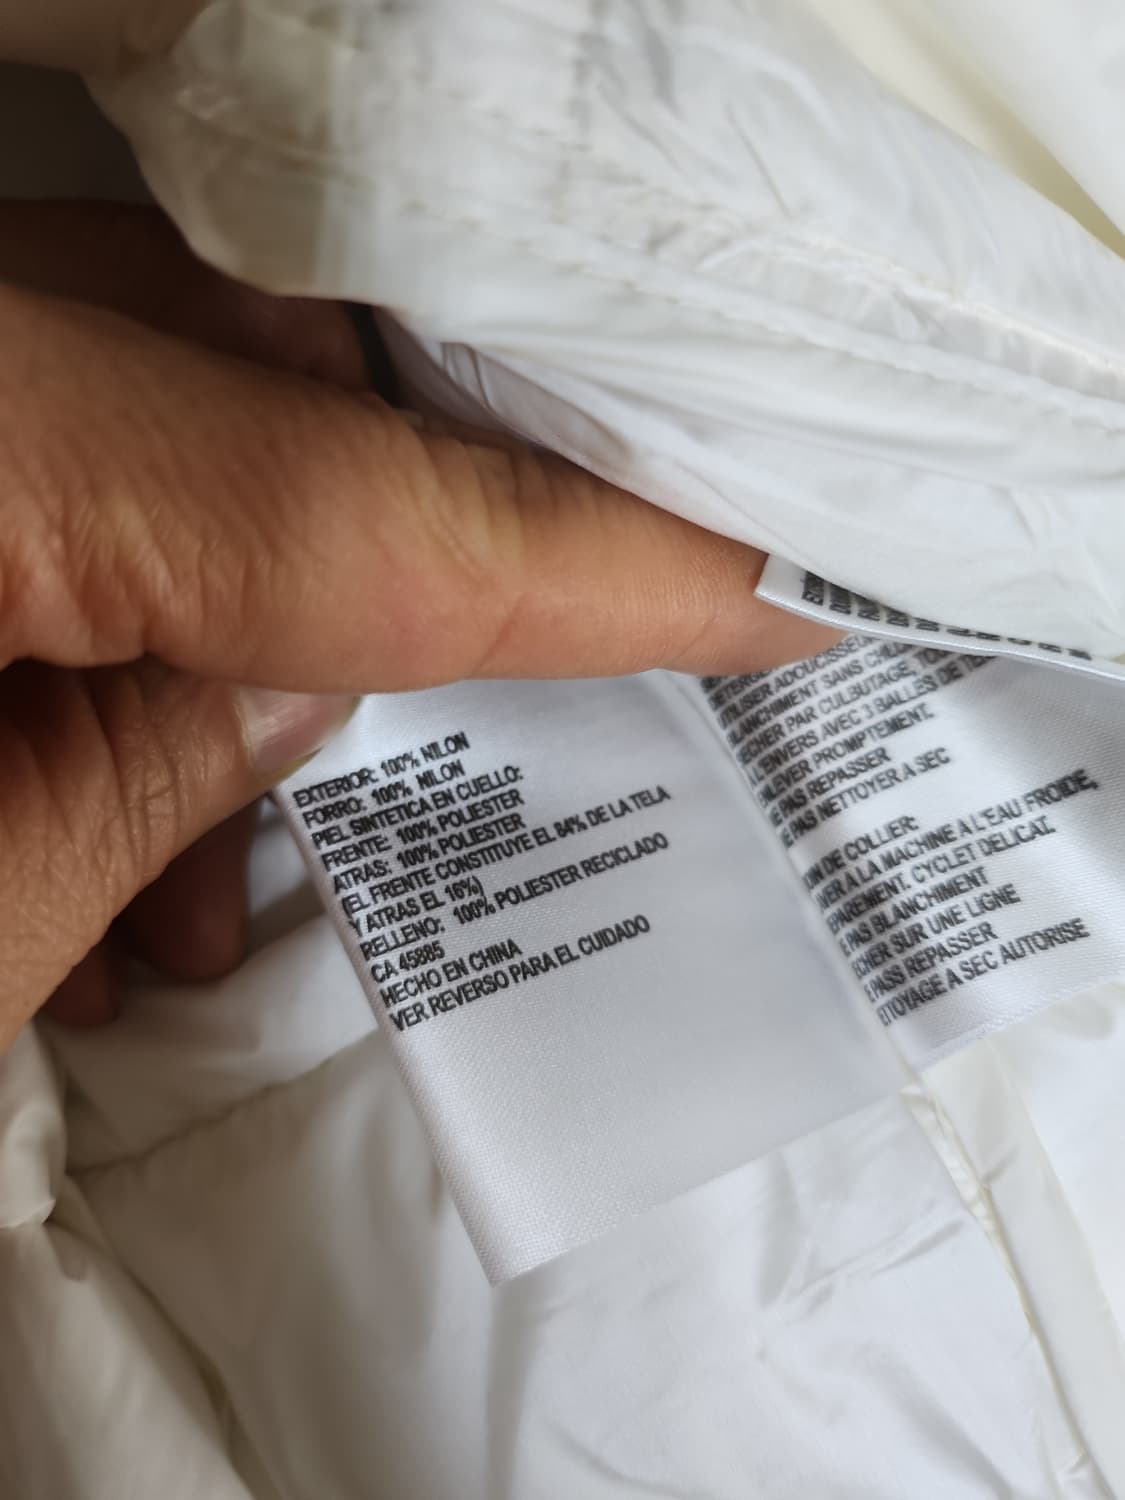 EXTERIOR: 100% NILON
FORRO: 100% NILON
PIEL SINTETICA EN CUELLO:
FRENTE: 100% POLIESTER
ATRAS: 100% POLIESTER
(EL FRENTE CONSTITUYE EL 84% DE LA TELA
Y ATRAS EL 16%)
RELLENO: 100% POLIESTER RECICLADO
CA 45885
HECHO EN CHINA
VER REVERSO PARA EL CUIDADO
ADOUCISSEU
SANS
PAR CULBUTAGE,
L'ENVERS AVEC 3 BALLES DE
PROMPTEMENT.
PAS REPASSER
PAS NETTOYER A SEC
DE COLLIER:
A LA MACHINE A L'EAU FROIDE,
CYCLET DELICAT.
PAS BLANCHIMENT
SUR UNE LIGNE
PASS REPASSER
A SEC AUTORISE